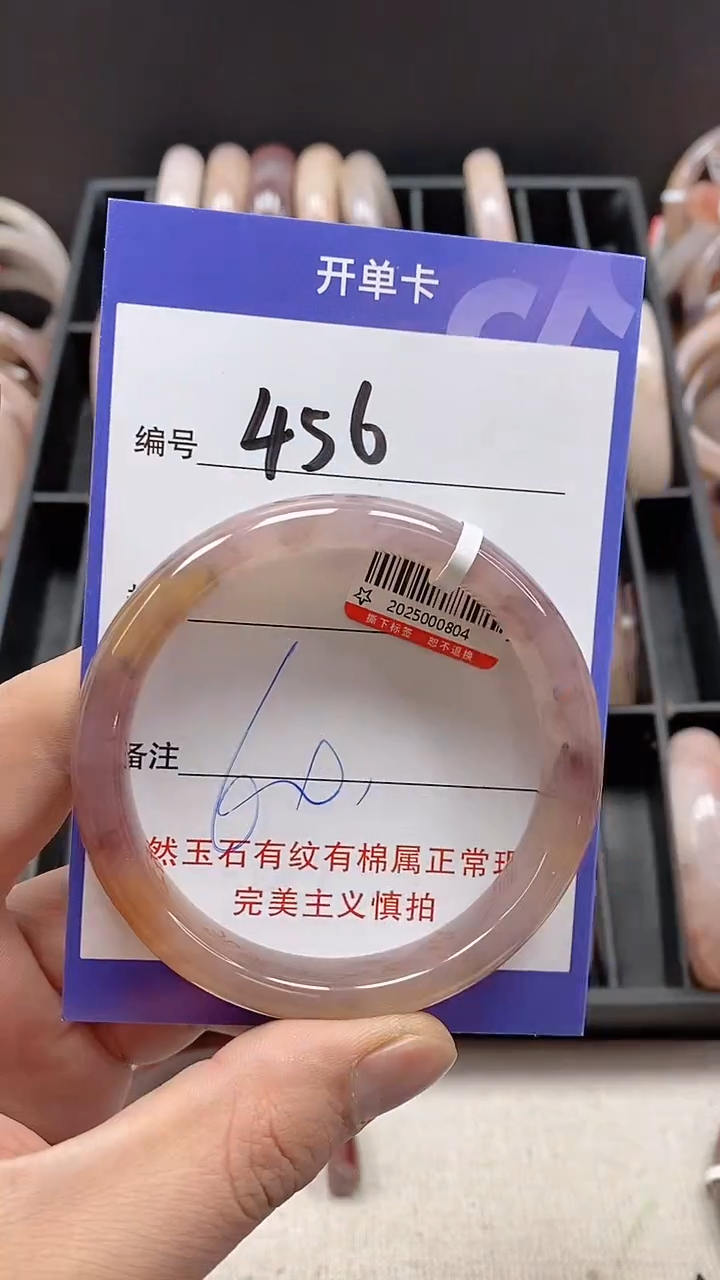 开单卡
编号 456
2025000804
撕下标签 恕不退换
备注 60.
然玉石有纹有棉属正常现
完美主义慎拍